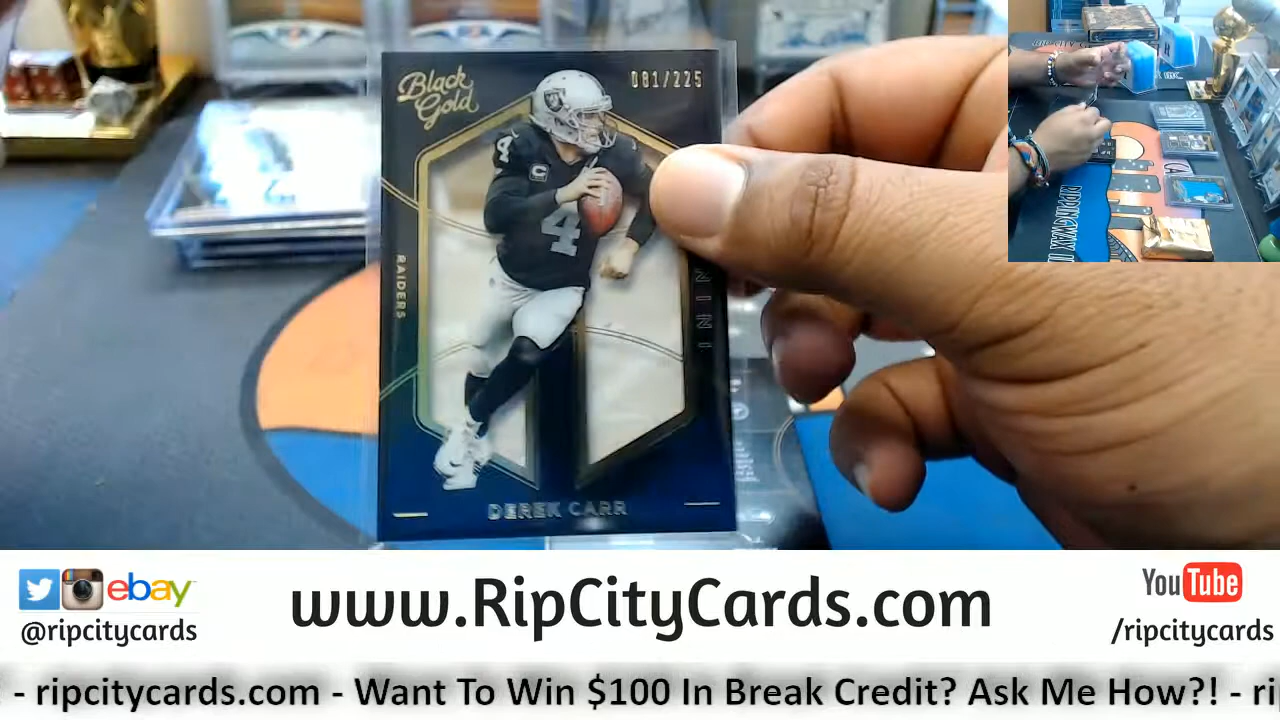 Black
Gold
081/225
4
C
4
RAIDERS
DEREK CARR
ebay
@ripcitycards
www.RipCityCards.com
YouTube
/ripcitycards
- ripcitycards.com - Want To Win $100 In Break Credit? Ask Me How?! - ri